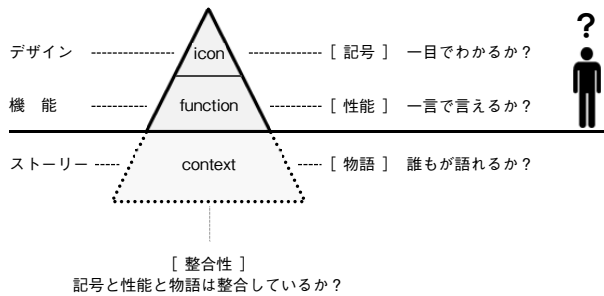 ?
デザイン icon [ 記号 ] 一目でわかるか？
機 能 function [ 性能 ] 一言で言えるか？
ストーリー context [ 物語 ] 誰もが語れるか？
[ 整合性 ]
記号と性能と物語は整合しているか？